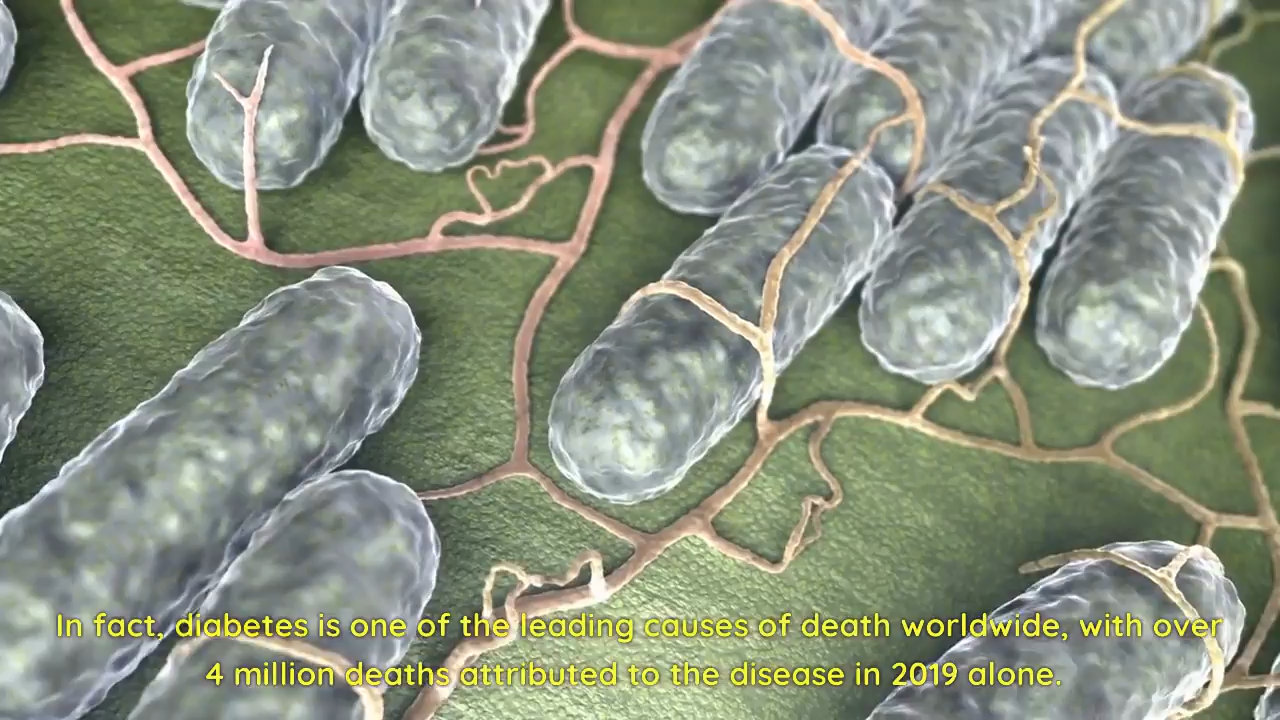 In fact, diabetes is one of the leading causes of death worldwide, with over
4 million deaths attributed to the disease in 2019 alone.